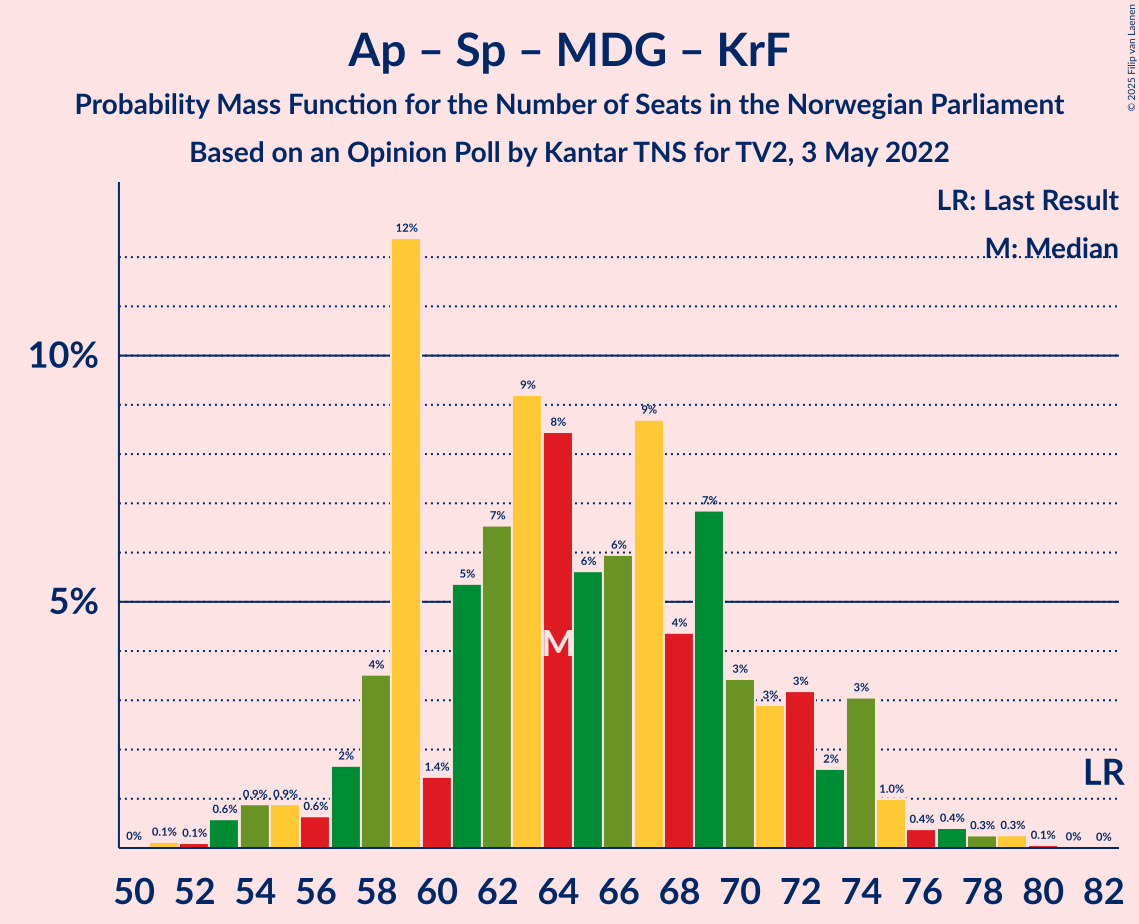 Ap – Sp – MDG – KrF
Probability Mass Function for the Number of Seats in the Norwegian Parliament
Based on an Opinion Poll by Kantar TNS for TV2, 3 May 2022
© 2025 Filip van Laenen
LR: Last Result
M: Median
10%
5%
0% 0.1% 0.1% 0.6% 0.9% 0.9% 0.6% 2% 4% 12% 1.4% 5% 7% 9% 8% 6% 6% 9% 4% 7% 3% 3% 3% 2% 3% 1.0% 0.4% 0.4% 0.3% 0.3% 0.1% 0% 0%
M
LR
50 52 54 56 58 60 62 64 66 68 70 72 74 76 78 80 82